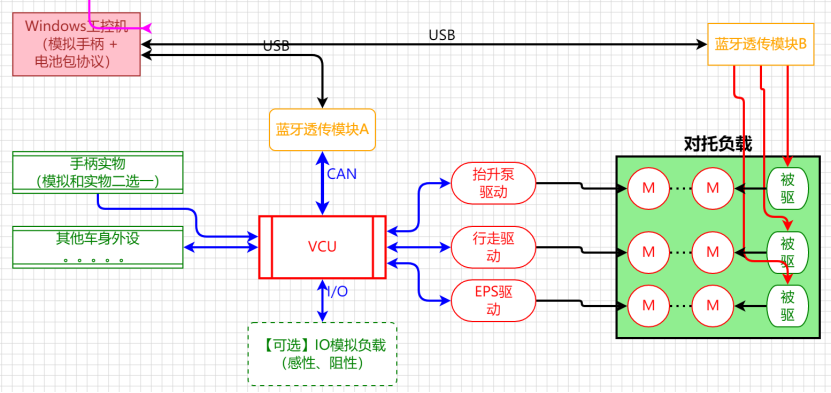 Windows工控机
（模拟手柄 +
电池包协议）
USB
USB
蓝牙透传模块B
蓝牙透传模块A
CAN
对托负载
手柄实物
（模拟和实物二选一）
抬升泵
驱动
M
M
被
驱
其他车身外设
。。。。。
VCU
行走驱
动
M
M
被
驱
I/O
EPS驱
动
M
M
被
驱
【可选】IO模拟负载
（感性、阻性）